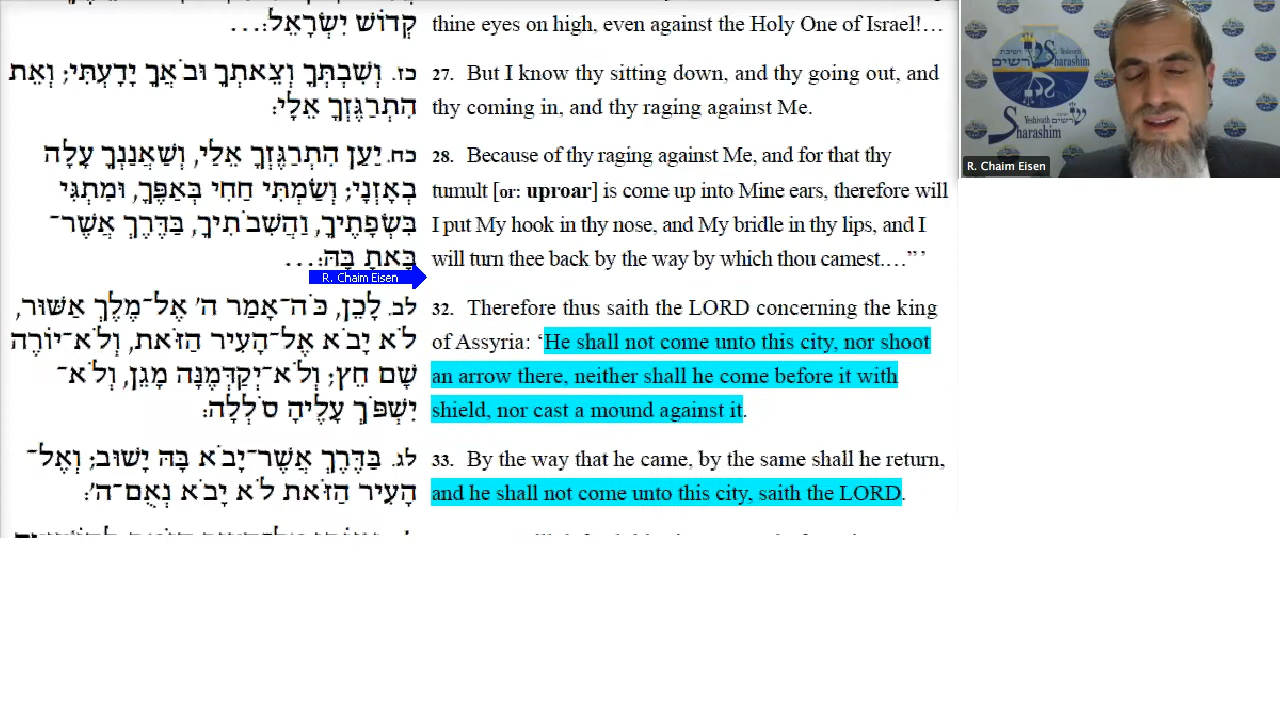 קְדוֹשׁ יִשְׂרָאֵל:…
כז. וְשִׁבְתְּךָ וְצֵאתְךָ וּבֹאֲךָ יָדָעְתִּי; וְאֵת
הִתְרַגֶּזְךָ אֵלָי:
כח. יַעַן הִתְרַגֶּזְךָ אֵלַי, וְשַׁאֲנַנְךָ עָלָה
בְאָזְנָי; וְשַׂמְתִּי חַחִי בְּאַפֶּךָ, וּמִתְגִּי
בִּשְׂפָתֶיךָ, וַהֲשִׁבֹתִיךָ, בַּדֶּרֶךְ אֲשֶׁר־
בָּאתָ בָּהּ:…
לב. לָכֵן, כֹּה־אָמַר ה' אֶל־מֶלֶךְ אַשּׁוּר,
לֹא יָבֹא אֶל־הָעִיר הַזֹּאת, וְלֹא־יוֹרֶה
שָׁם חֵץ; וְלֹא־יְקַדְּמֶנָּה מָגֵן, וְלֹא־
יִשְׁפֹּךְ עָלֶיהָ סֹלְלָה:
לג. בַּדֶּרֶךְ אֲשֶׁר־יָבֹא בָּהּ יָשׁוּב; וְאֶל־
הָעִיר הַזֹּאת לֹא יָבֹא נְאֻם־ה':
thine eyes on high, even against the Holy One of Israel!…
27. But I know thy sitting down, and thy going out, and
thy coming in, and thy raging against Me.
28. Because of thy raging against Me, and for that thy
tumult [or: uproar] is come up into Mine ears, therefore will
I put My hook in thy nose, and My bridle in thy lips, and I
will turn thee back by the way by which thou camest.…”’
32. Therefore thus saith the LORD concerning the king
of Assyria: ‘He shall not come unto this city, nor shoot
an arrow there, neither shall he come before it with
shield, nor cast a mound against it.
33. By the way that he came, by the same shall he return,
and he shall not come unto this city, saith the LORD.
R. Chaim Eisen
ישיבת
שרשים
Sharashim
Yeshivath
שרשים
Sharashim
R. Chaim Eisen